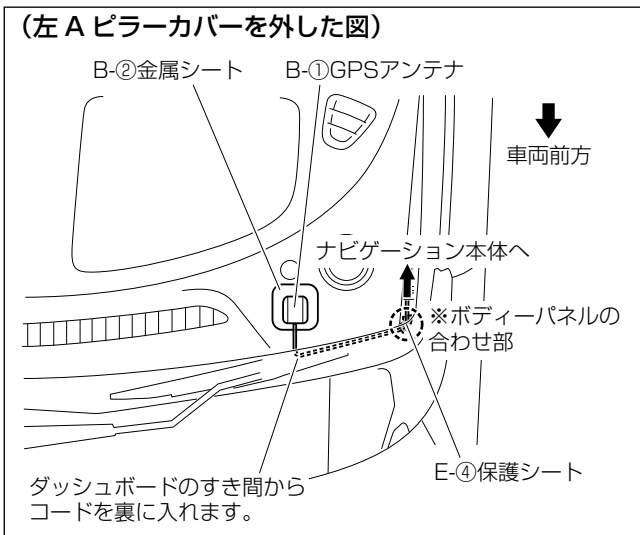 (左 A ピラーカバーを外した図)
B-②金属シート
B-①GPSアンテナ
車両前方
ナビゲーション本体へ
※ボディーパネルの
合わせ部
E-④保護シート
ダッシュボードのすき間から
コードを裏に入れます。